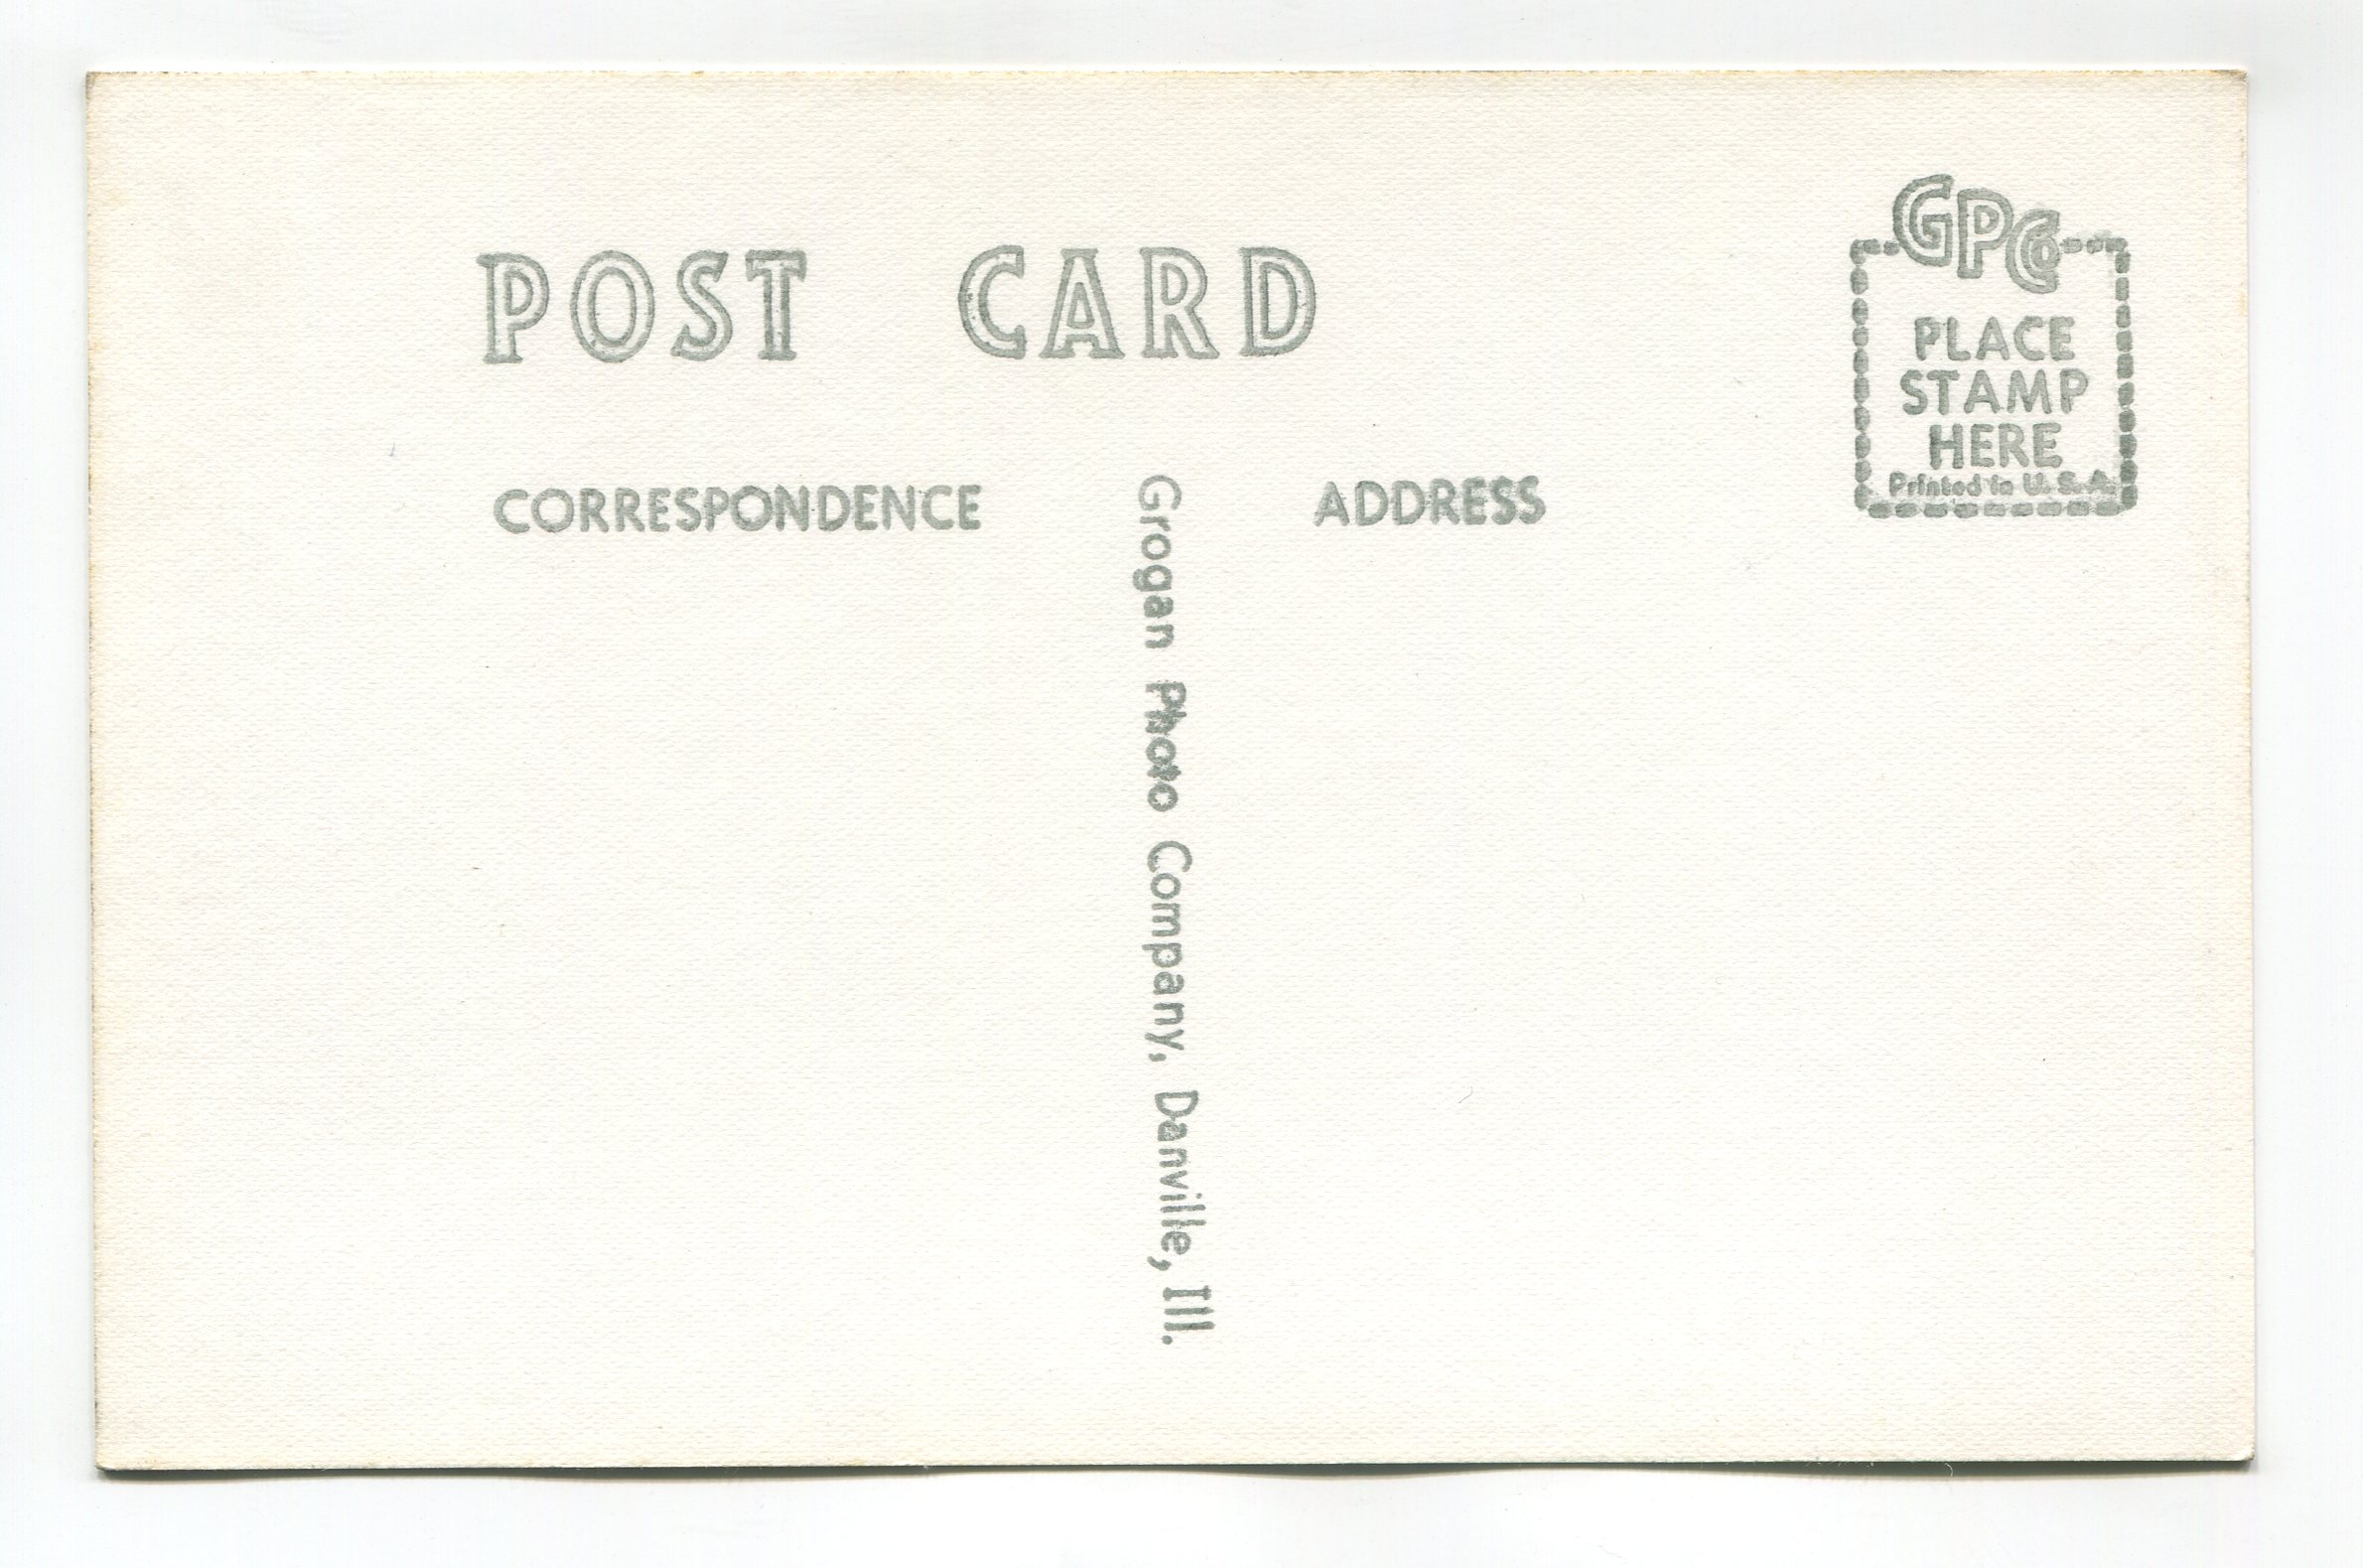 POST CARD
GPCo
PLACE
STAMP
HERE
Printed in U.S.A.
CORRESPONDENCE
ADDRESS
Grogan Photo Company, Danville, Ill.